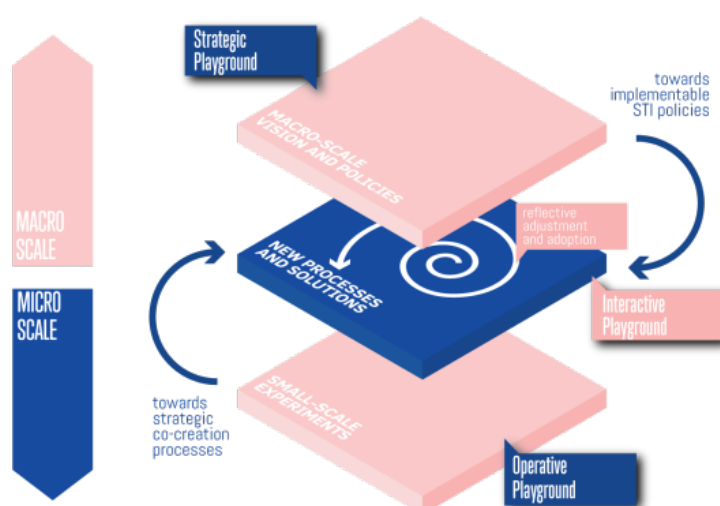 Strategic
Playground
towards
implementable
STI policies
MACRO-SCALE
VISION AND POLICIES
MACRO
SCALE
reflective
adjustment
and adoption
NEW PROCESSES
AND SOLUTIONS
MICRO
SCALE
Interactive
Playground
SMALL-SCALE
EXPERIMENTS
towards
strategic
co-creation
processes
Operative
Playground